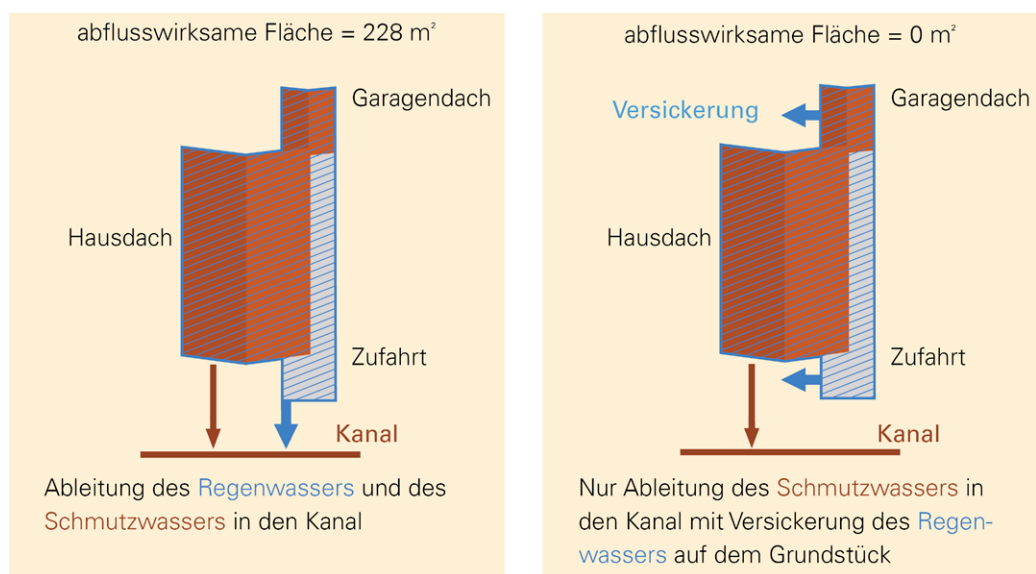 abflusswirksame Fläche = 228 m²
Garagendach
Hausdach
Zufahrt
Kanal
Ableitung des Regenwassers und des
Schmutzwassers in den Kanal
abflusswirksame Fläche = 0 m²
Garagendach
Versickerung
Hausdach
Zufahrt
Kanal
Nur Ableitung des Schmutzwassers in
den Kanal mit Versickerung des Regen-
wassers auf dem Grundstück